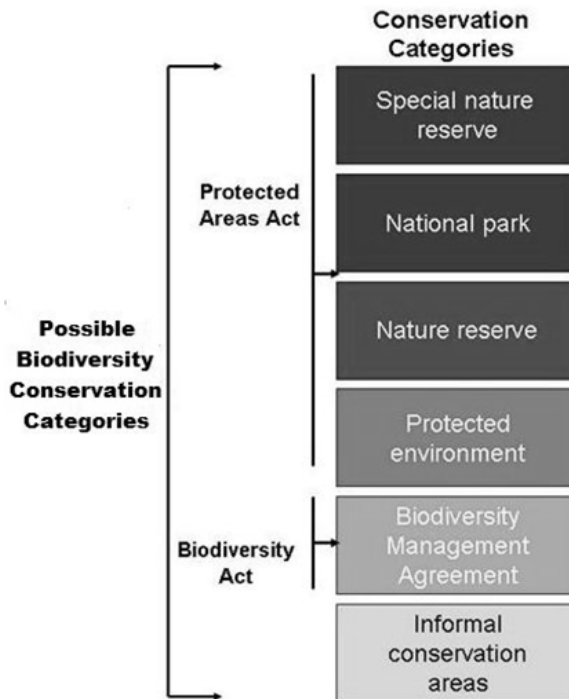 Conservation
Categories
Special nature
reserve
Protected
Areas Act
National park
Nature reserve
Possible
Biodiversity
Conservation
Categories
Protected
environment
Biodiversity
Act
Biodiversity
Management
Agreement
Informal
conservation
areas